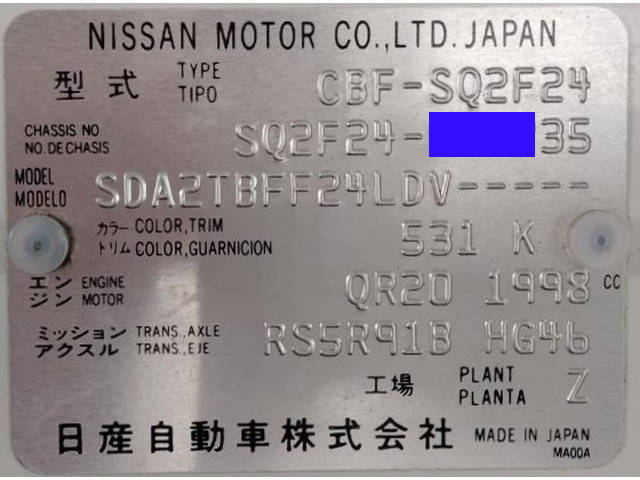 NISSAN MOTOR CO.,LTD. JAPAN
型式 TYPE TIPO CBF-SQ2F24
CHASSIS NO
NO. DE CHASIS SQ2F24- 35
MODEL
MODELO SDA2TBFF24LDV-----
カラー COLOR,TRIM
トリム COLOR,GUARNICION 531 K
エン ENGINE
ジン MOTOR QR20 1998 CC
ミッション TRANS.,AXLE
アクスル TRANS.,EJE RS5R91B HG46
工場 PLANT PLANTA Z
日産自動車株式会社 MADE IN JAPAN
MA00A